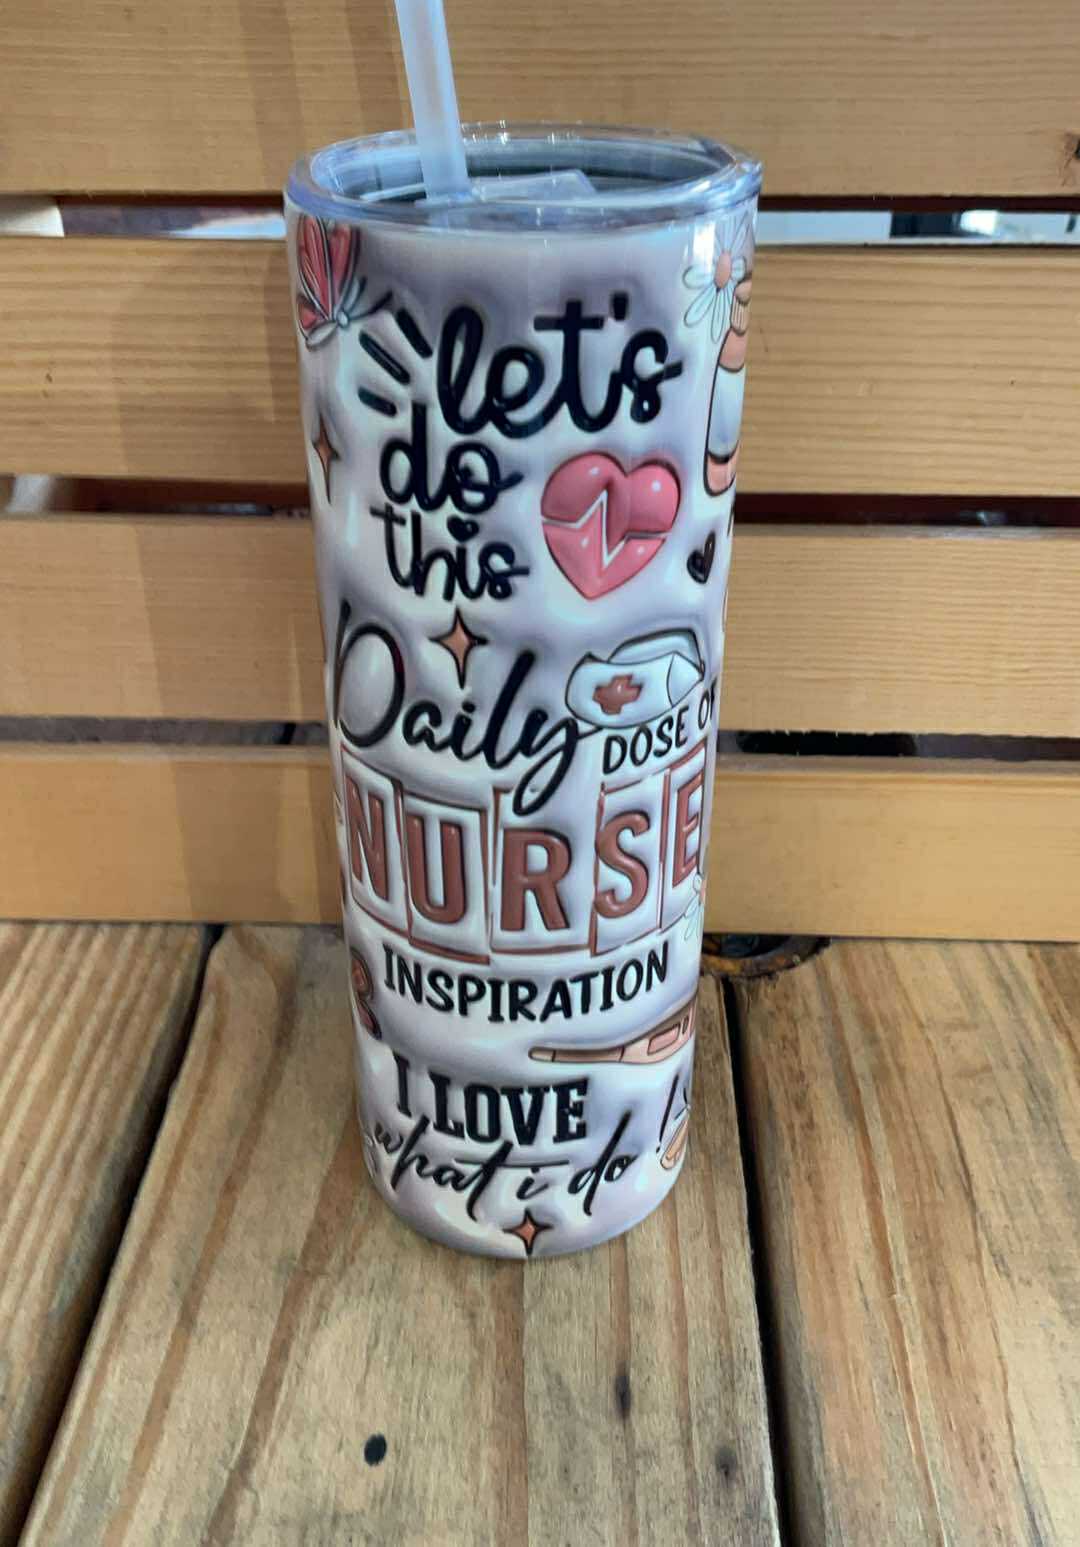 let's
do
this
Daily
DOSE OF
NURSE
INSPIRATION
I LOVE
what i do!